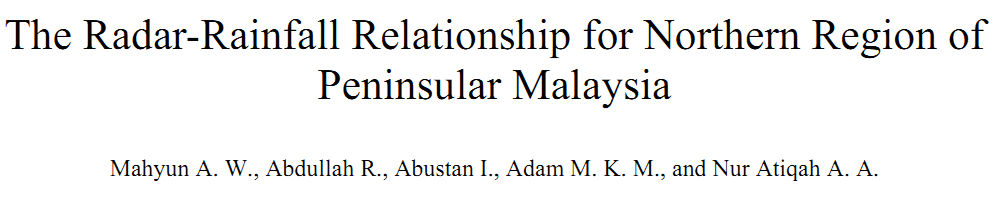 The Radar-Rainfall Relationship for Northern Region of
Peninsular Malaysia
Mahyun A. W., Abdullah R., Abustan I., Adam M. K. M., and Nur Atiqah A. A.